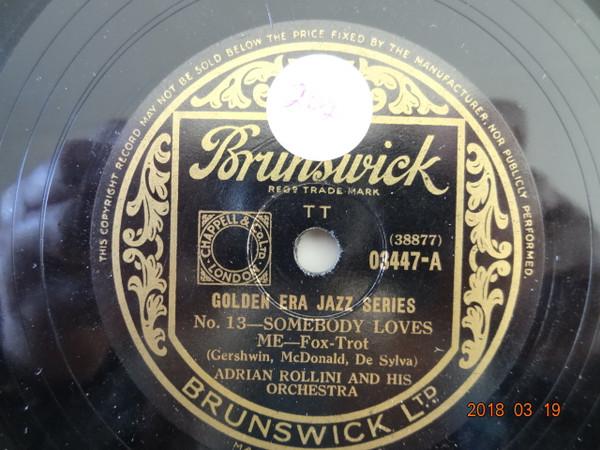 THIS COPYRIGHT RECORD MAY NOT BE SOLD BELOW THE PRICE FIXED BY THE MANUFACTURER, NOR PUBLICLY PERFORMED.
Brunswick
REGD TRADE MARK
TT
CHAPPELL & CO. LTD.
LONDON
(38877)
03447-A
GOLDEN ERA JAZZ SERIES
No. 13—SOMEBODY LOVES
ME—Fox-Trot
(Gershwin, McDonald, De Sylva)
ADRIAN ROLLINI AND HIS
ORCHESTRA
BRUNSWICK LTD
2018 03 19